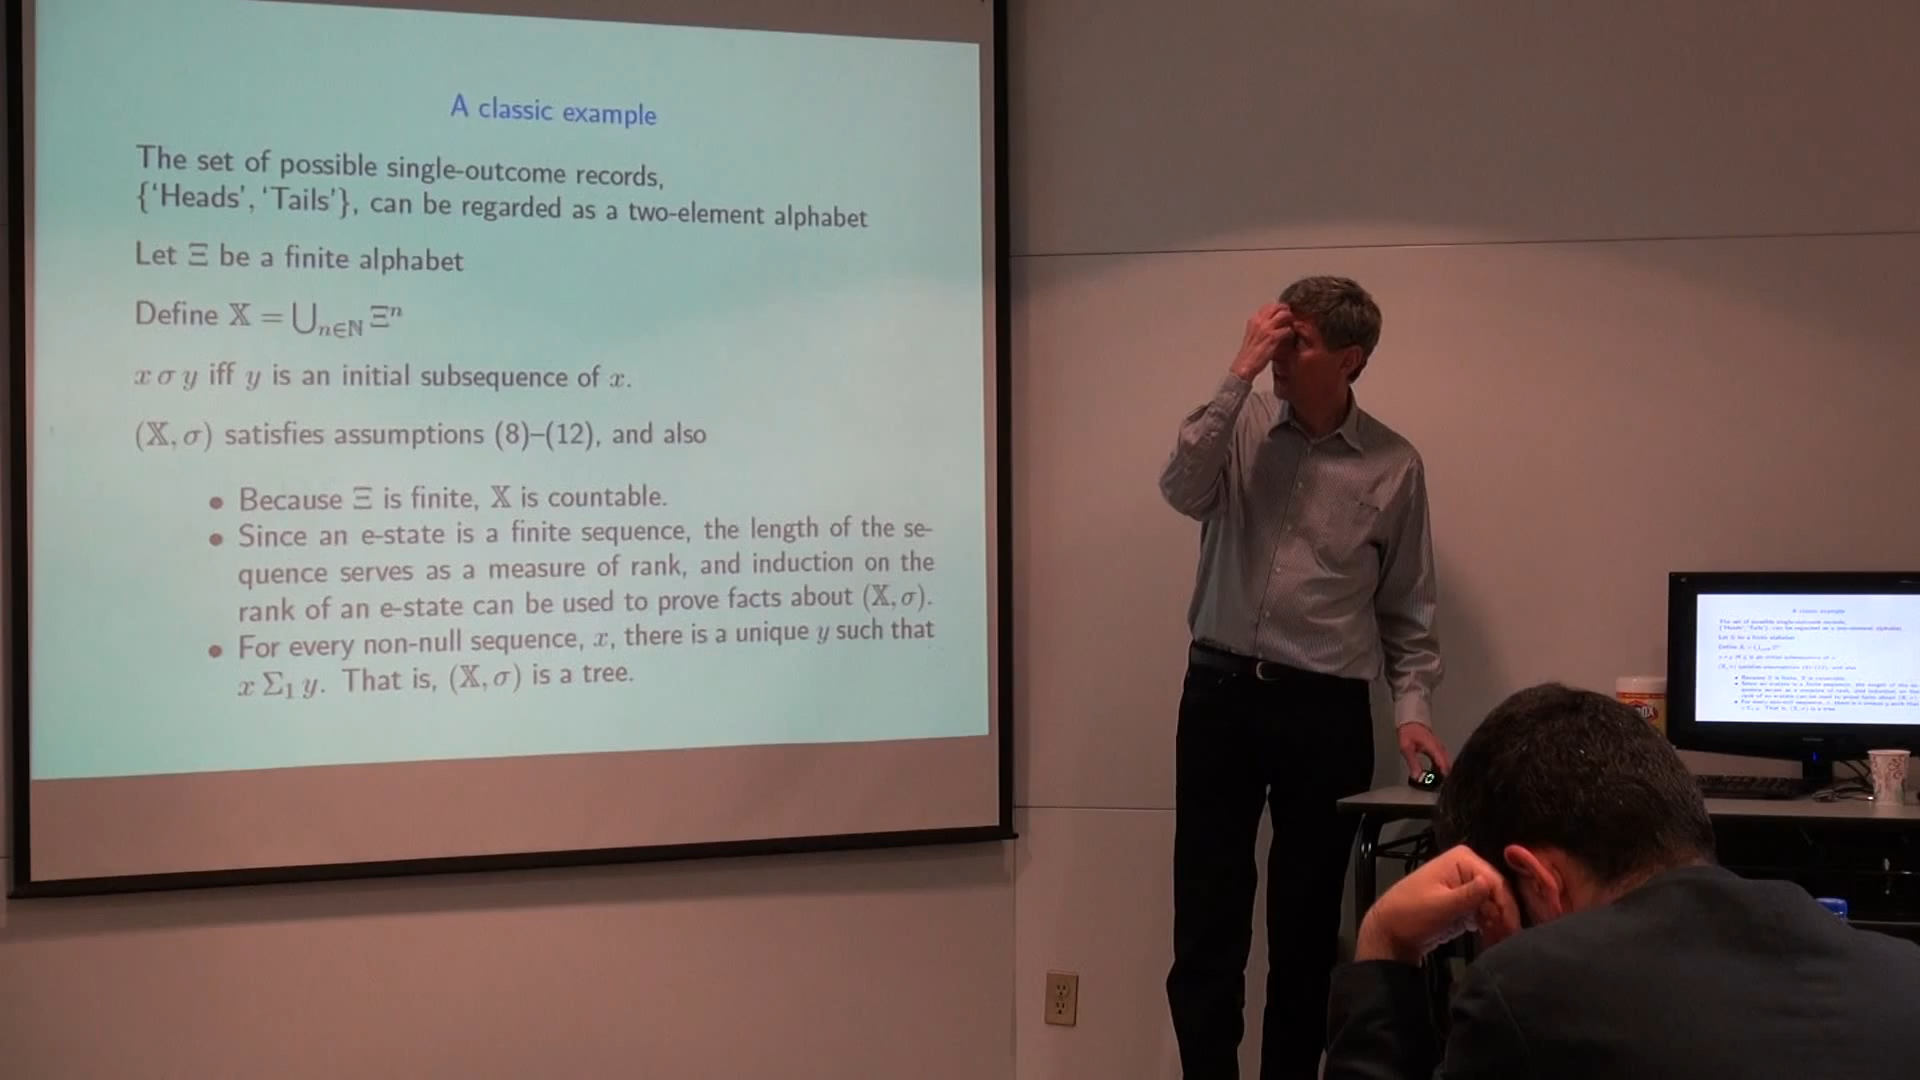 A classic example
The set of possible single-outcome records,
{‘Heads’, ‘Tails’}, can be regarded as a two-element alphabet
Let Ξ be a finite alphabet
Define 𝕏 = ⋃ₙ∈ℕ Ξⁿ
x σ y iff y is an initial subsequence of x.
(𝕏, σ) satisfies assumptions (8)–(12), and also
• Because Ξ is finite, 𝕏 is countable.
• Since an e-state is a finite sequence, the length of the se-
quence serves as a measure of rank, and induction on the
rank of an e-state can be used to prove facts about (𝕏, σ).
• For every non-null sequence, x, there is a unique y such that
x Σ₁ y. That is, (𝕏, σ) is a tree.